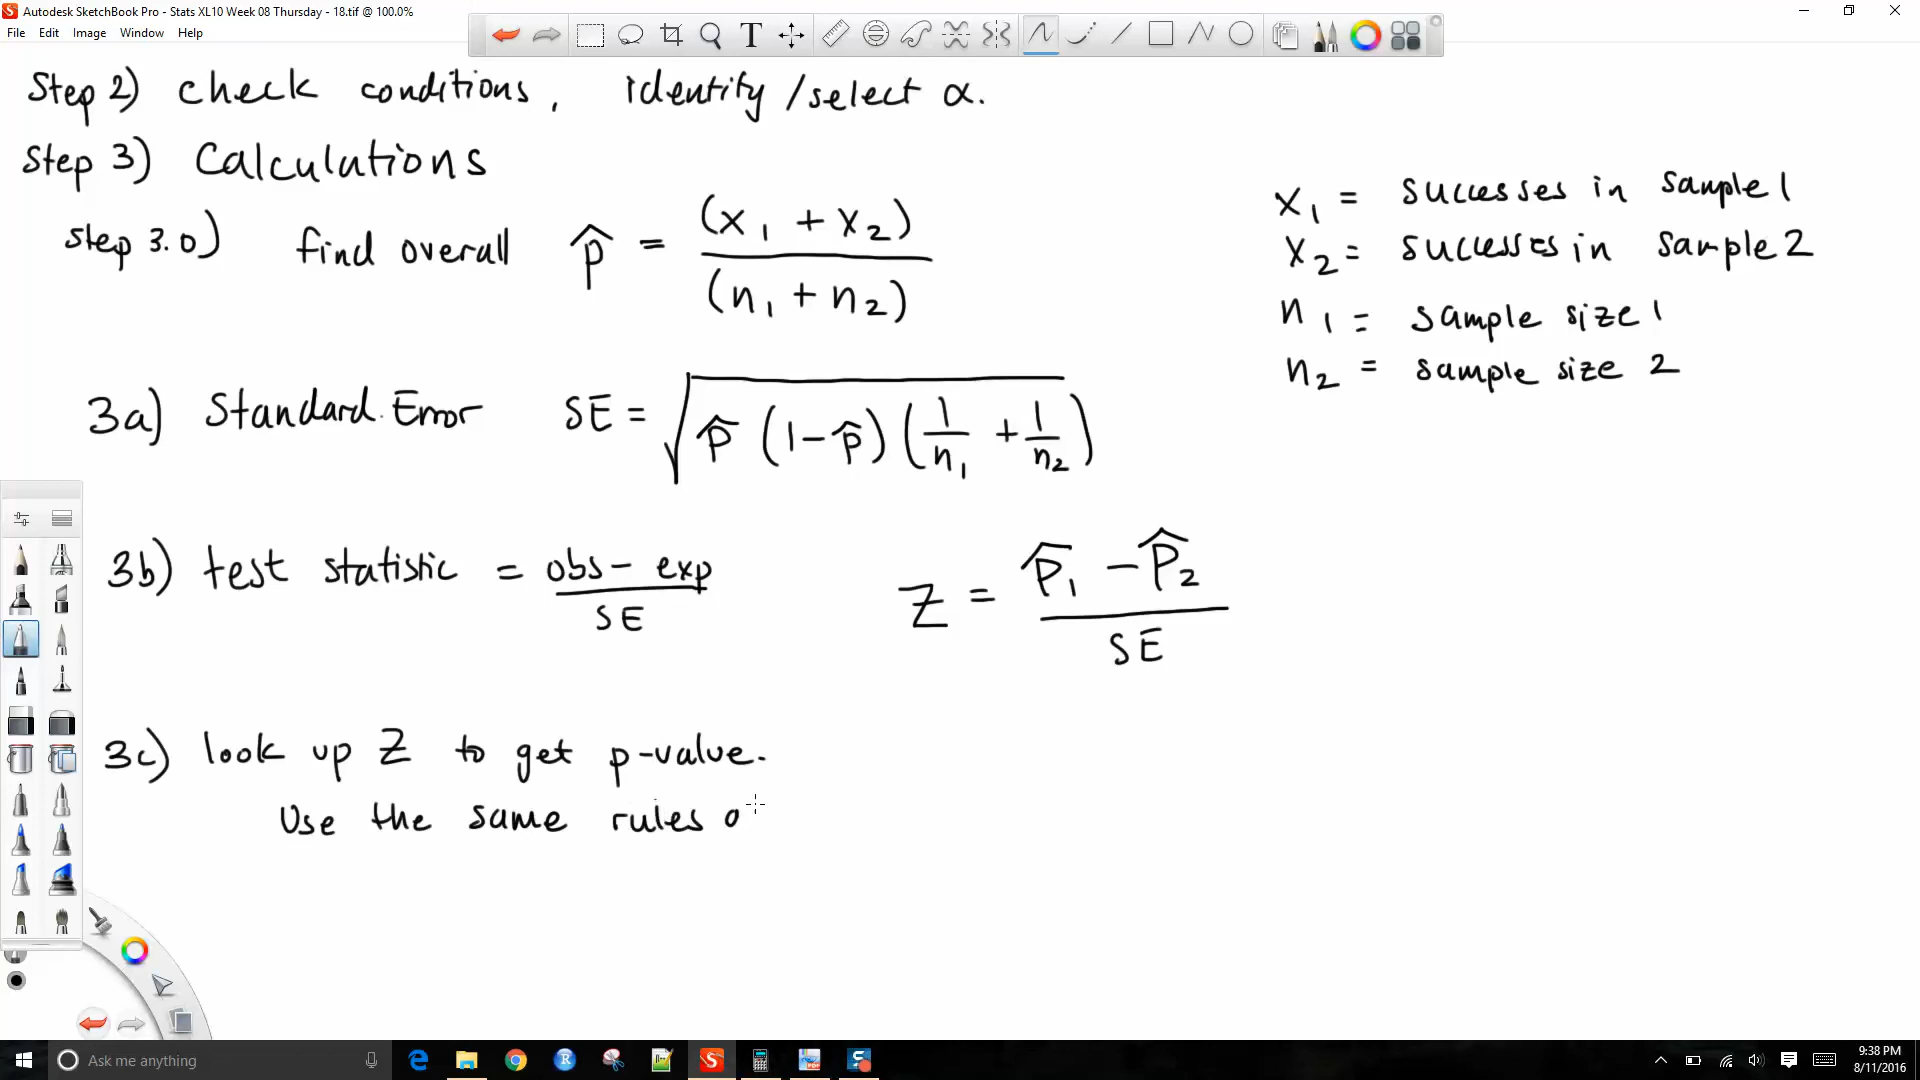 Autodesk SketchBook Pro - Stats XL10 Week 08 Thursday - 18.tif @ 100.0%
File Edit Image Window Help
Step 2) check conditions, identify/select α.
Step 3) Calculations
step 3.0) find overall p̂ = (x₁ + x₂) / (n₁ + n₂)
x₁ = successes in sample 1
x₂ = successes in sample 2
n₁ = sample size 1
n₂ = sample size 2
3a) Standard Error SE = √p̂ (1-p̂) (1/n₁ + 1/n₂)
3b) test statistic = obs - exp / SE Z = p̂₁ - p̂₂ / SE
3c) look up Z to get p-value.
Use the same rules o
Ask me anything
9:38 PM
8/11/2016